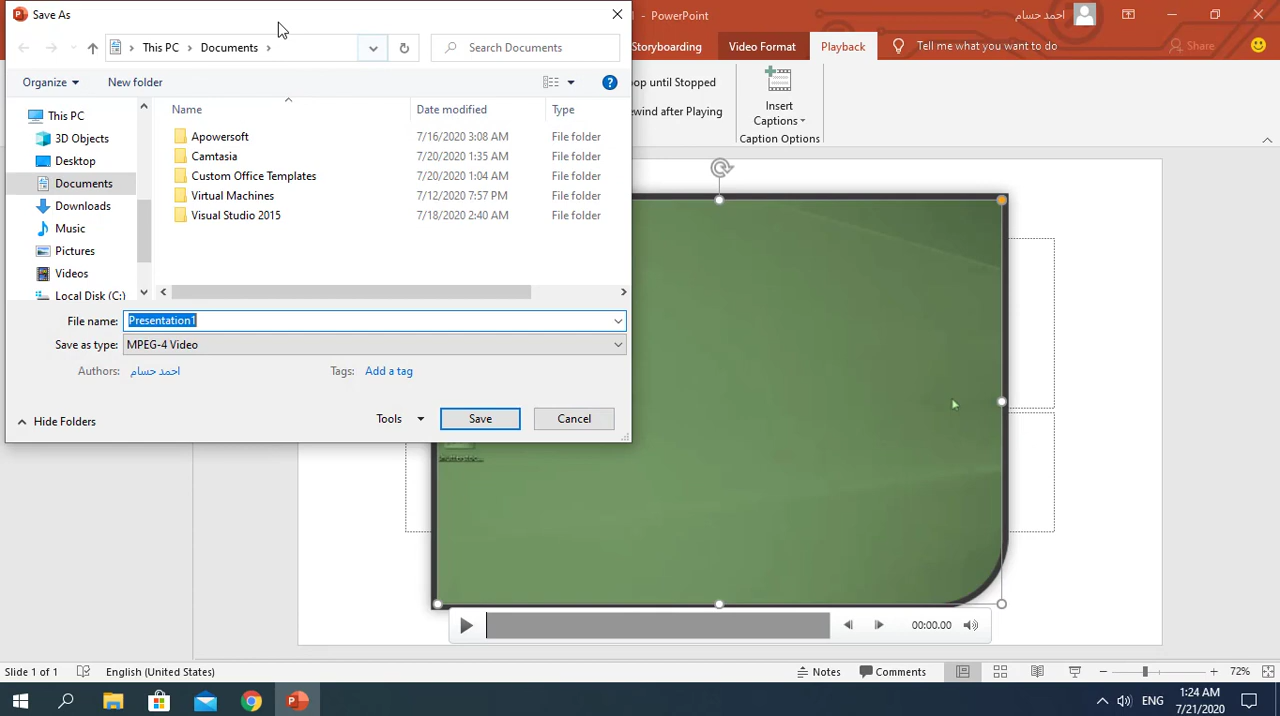 Save As
PowerPoint
احمد حسام
This PC
Documents
Search Documents
Storyboarding
Video Format
Playback
Tell me what you want to do
Share
Organize
New folder
op until Stopped
wind after Playing
Insert
Captions
Caption Options
This PC
3D Objects
Desktop
Documents
Downloads
Music
Pictures
Videos
Local Disk (C:)
Name Date modified Type
Apowersoft 7/16/2020 3:08 AM File folder
Camtasia 7/20/2020 1:35 AM File folder
Custom Office Templates 7/20/2020 1:04 AM File folder
Virtual Machines 7/12/2020 7:57 PM File folder
Visual Studio 2015 7/18/2020 2:40 AM File folder
File name: Presentation1
Save as type: MPEG-4 Video
Authors: احمد حسام Tags: Add a tag
Hide Folders
Tools
Save
Cancel
00:00.00
Slide 1 of 1
English (United States)
Notes
Comments
72%
ENG
1:24 AM
7/21/2020